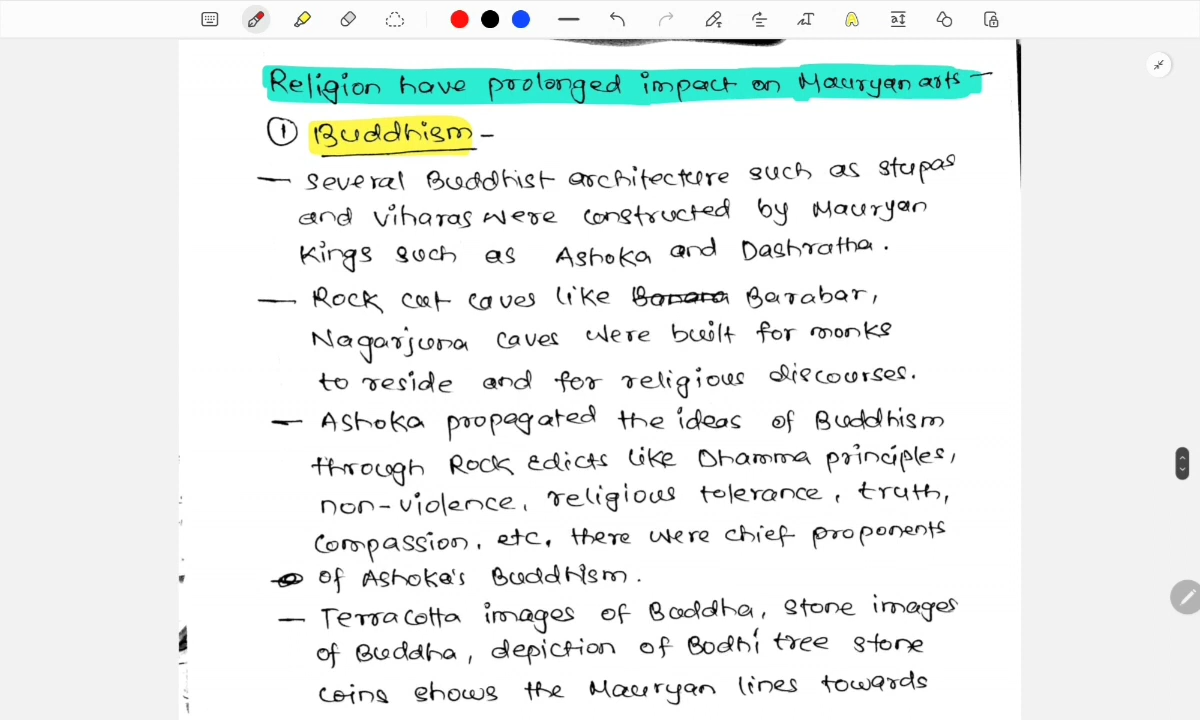 Religion have prolonged impact on Mauryan arts -
① Buddhism -
- Several Buddhist architecture such as stupas
and viharas were constructed by Mauryan
Kings such as Ashoka and Dashratha.
- Rock cut caves like Barabar,
Nagarjuna caves were built for monks
to reside and for religious discourses.
- Ashoka propagated the ideas of Buddhism
through Rock Edicts like Dhamma principles,
non-violence, religious tolerance, truth,
compassion, etc, there were chief proponents
of Ashoka's Buddhism.
- Terracotta images of Buddha, stone images
of Buddha, depiction of Bodhi tree stone
coins shows the Mauryan lines towards